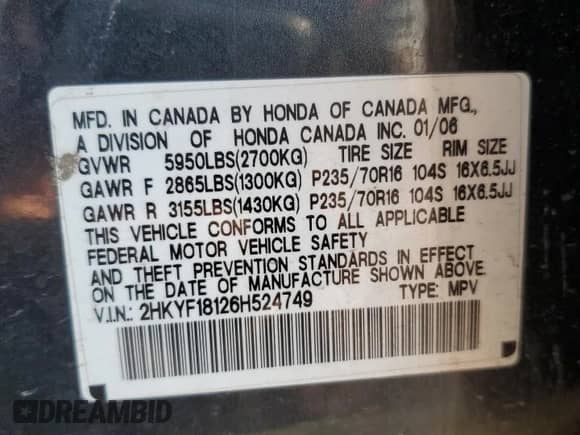 MFD. IN CANADA BY HONDA OF CANADA MFG.,
A DIVISION OF HONDA CANADA INC. 01/06
GVWR 5950LBS(2700KG) TIRE SIZE RIM SIZE
GAWR F 2865LBS(1300KG) P235/70R16 104S 16X6.5JJ
GAWR R 3155LBS(1430KG) P235/70R16 104S 16X6.5JJ
THIS VEHICLE CONFORMS TO ALL APPLICABLE
FEDERAL MOTOR VEHICLE SAFETY
AND THEFT PREVENTION STANDARDS IN EFFECT
ON THE DATE OF MANUFACTURE SHOWN ABOVE.
V.I.N.: 2HKYF18126H524749 TYPE: MPV
DREAMBID